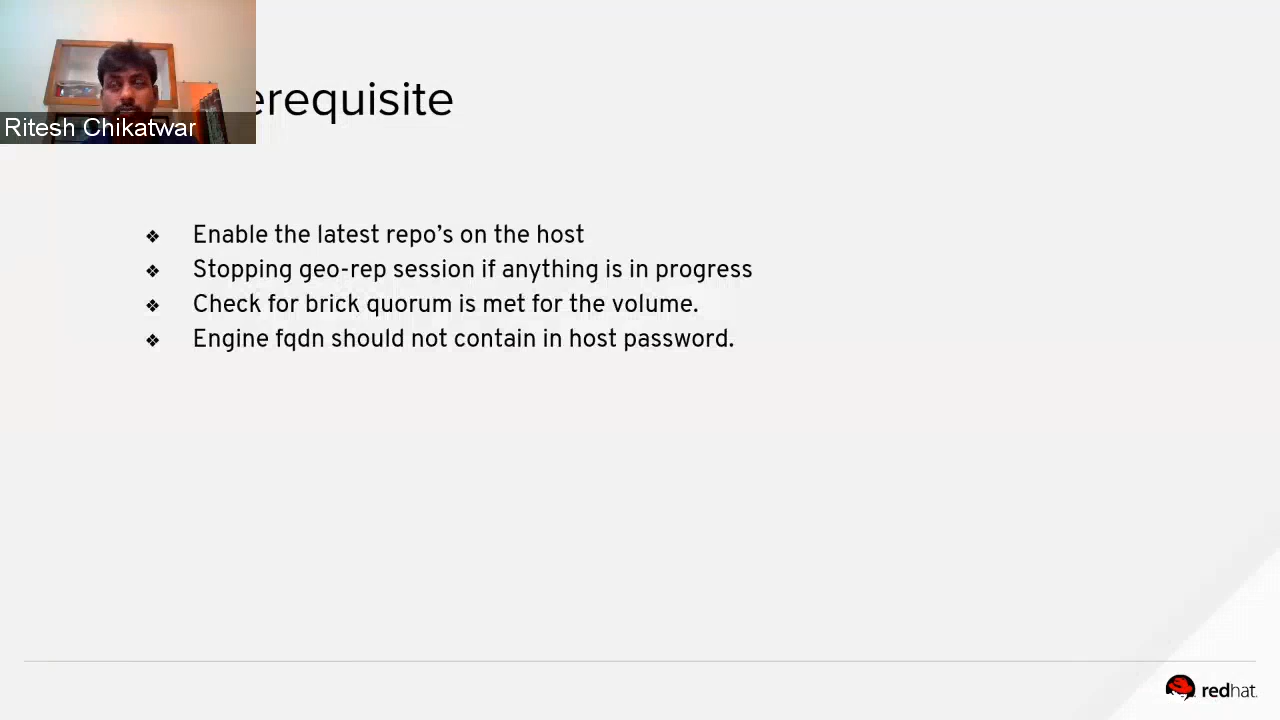 erequisite
Ritesh Chikatwar
❖ Enable the latest repo’s on the host
❖ Stopping geo-rep session if anything is in progress
❖ Check for brick quorum is met for the volume.
❖ Engine fqdn should not contain in host password.
redhat.